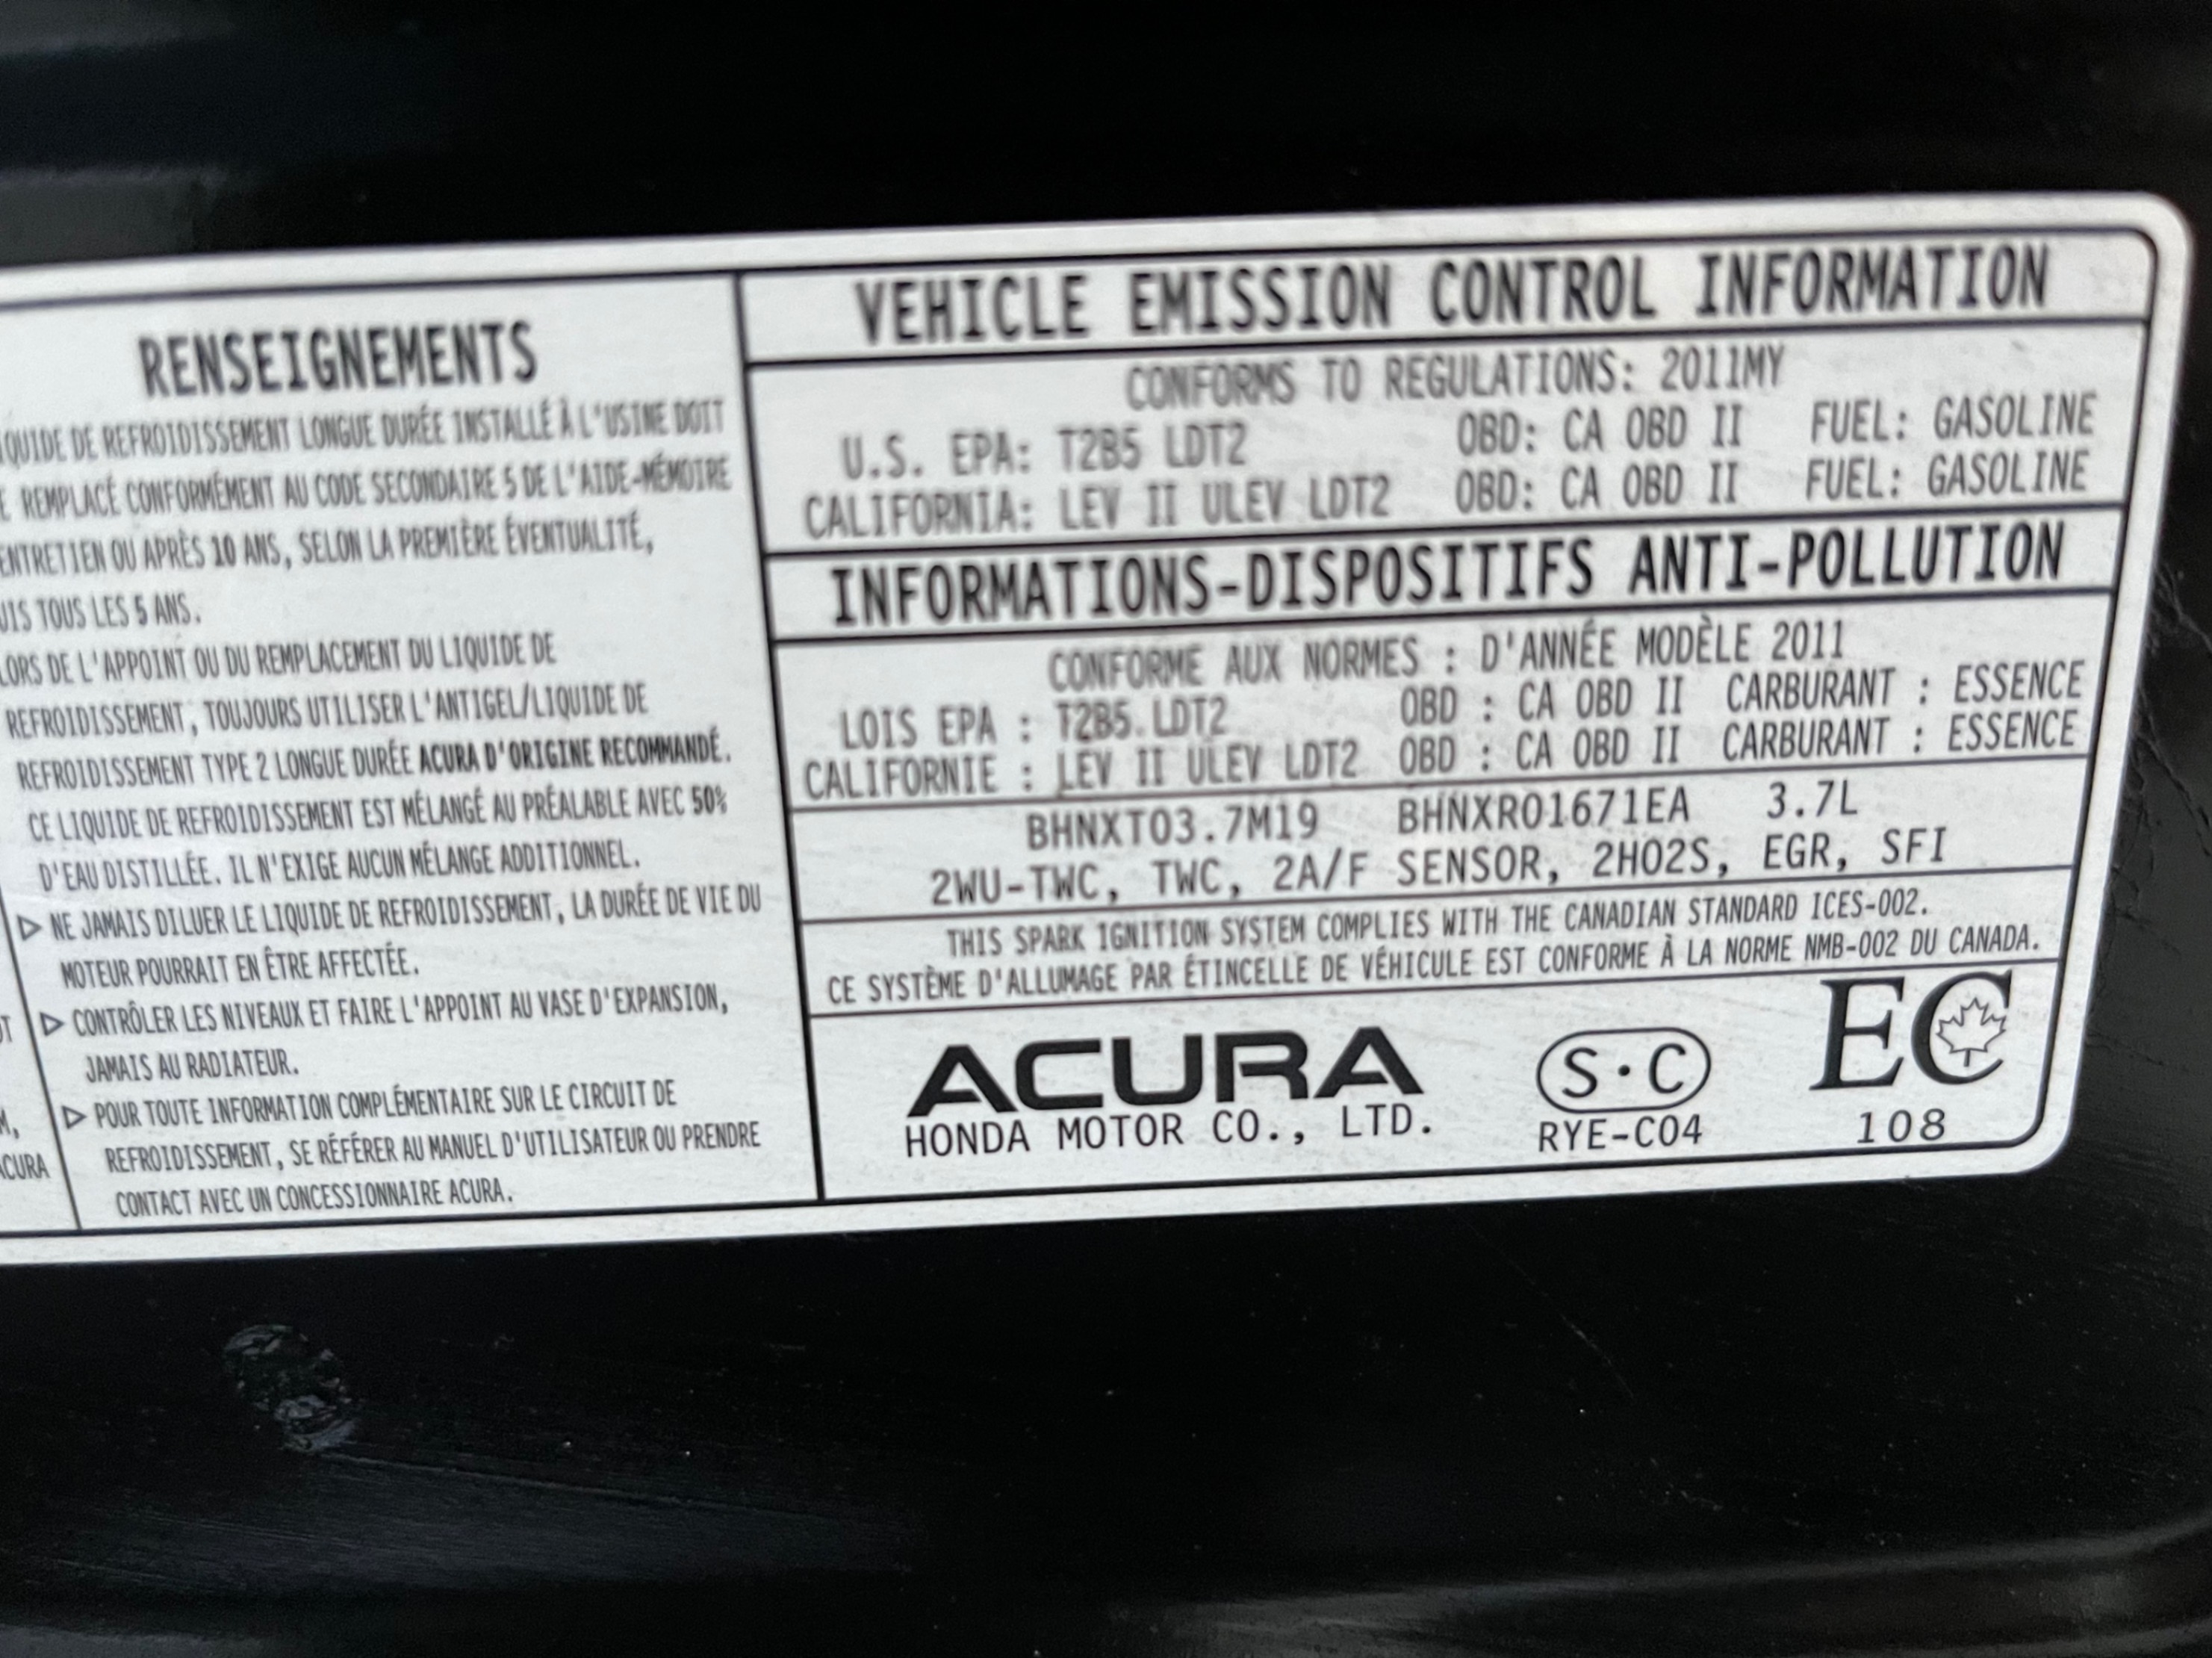 RENSEIGNEMENTS
QUIDE DE REFROIDISSEMENT LONGUE DURÉE INSTALLÉ À L'USINE DOIT
E REMPLACÉ CONFORMÉMENT AU CODE SECONDAIRE 5 DE L'AIDE-MÉMOIRE
ENTRETIEN OU APRÈS 10 ANS, SELON LA PREMIÈRE ÉVENTUALITÉ,
UIS TOUS LES 5 ANS.
LORS DE L'APPOINT OU DU REMPLACEMENT DU LIQUIDE DE
REFROIDISSEMENT, TOUJOURS UTILISER L'ANTIGEL/LIQUIDE DE
REFROIDISSEMENT TYPE 2 LONGUE DURÉE ACURA D'ORIGINE RECOMMANDÉ.
CE LIQUIDE DE REFROIDISSEMENT EST MÉLANGÉ AU PRÉALABLE AVEC 50%
D'EAU DISTILLÉE. IL N'EXIGE AUCUN MÉLANGE ADDITIONNEL.
▷ NE JAMAIS DILUER LE LIQUIDE DE REFROIDISSEMENT, LA DURÉE DE VIE DU
MOTEUR POURRAIT EN ÊTRE AFFECTÉE.
▷ CONTRÔLER LES NIVEAUX ET FAIRE L'APPOINT AU VASE D'EXPANSION,
JAMAIS AU RADIATEUR.
▷ POUR TOUTE INFORMATION COMPLÉMENTAIRE SUR LE CIRCUIT DE
REFROIDISSEMENT, SE RÉFÉRER AU MANUEL D'UTILISATEUR OU PRENDRE
CONTACT AVEC UN CONCESSIONNAIRE ACURA.
M,
ACURA
VEHICLE EMISSION CONTROL INFORMATION
CONFORMS TO REGULATIONS: 2011MY
U.S. EPA: T2B5 LDT2 OBD: CA OBD II FUEL: GASOLINE
CALIFORNIA: LEV II ULEV LDT2 OBD: CA OBD II FUEL: GASOLINE
INFORMATIONS-DISPOSITIFS ANTI-POLLUTION
CONFORME AUX NORMES : D'ANNÉE MODÈLE 2011
LOIS EPA : T2B5 LDT2 OBD : CA OBD II CARBURANT : ESSENCE
CALIFORNIE : LEV II ULEV LDT2 OBD : CA OBD II CARBURANT : ESSENCE
BHNXT03.7M19 BHNXR01671EA 3.7L
2WU-TWC, TWC, 2A/F SENSOR, 2HO2S, EGR, SFI
THIS SPARK IGNITION SYSTEM COMPLIES WITH THE CANADIAN STANDARD ICES-002.
CE SYSTÈME D'ALLUMAGE PAR ÉTINCELLE DE VÉHICULE EST CONFORME À LA NORME NMB-002 DU CANADA.
ACURA
HONDA MOTOR CO., LTD.
S·C
RYE-C04
EC
108